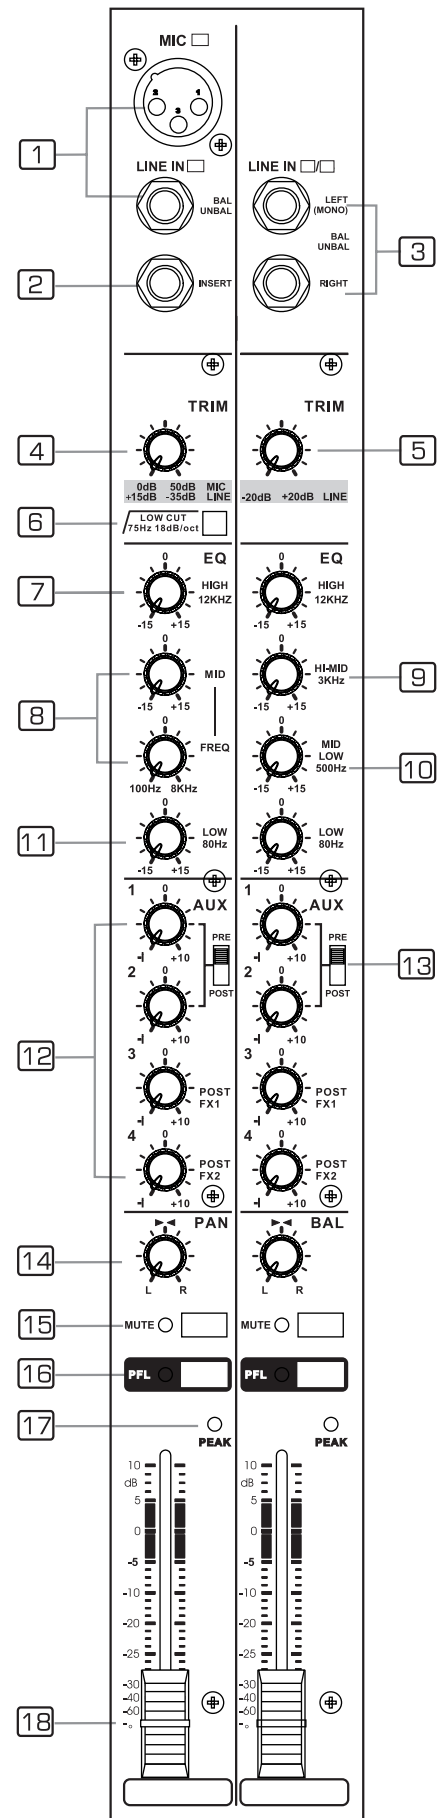 MIC
2 1
3
1
LINE IN LINE IN /
BAL
UNBAL
LEFT
(MONO)
BAL
UNBAL
3
2
INSERT
RIGHT
TRIM TRIM
4
5
0dB 50dB MIC
+15dB -35dB LINE
-20dB +20dB LINE
6
LOW CUT
75Hz 18dB/oct
EQ EQ
7
0
HIGH
12KHZ
-15 +15
0
HIGH
12KHZ
-15 +15
8
0
MID
-15 +15
0
HI-MID
3KHz
-15 +15
9
FREQ
100Hz 8KHz
0
MID
LOW
500Hz
-15 +15
10
11
0
LOW
80Hz
-15 +15
0
LOW
80Hz
-15 +15
AUX AUX
12
1 0
+10
PRE
POST
2 0
+10
3 0
POST
FX1
+10
4 0
POST
FX2
+10
1 0
+10
PRE
POST
13
2 0
+10
3 0
POST
FX1
+10
4 0
POST
FX2
+10
PAN BAL
14
L R L R
15
MUTE MUTE
16
PFL PFL
17
PEAK PEAK
10 10
dB dB
5 5
0 0
-5 -5
-10 -10
-20 -20
-25 -25
-30 -30
-40 -40
-60 -60
18